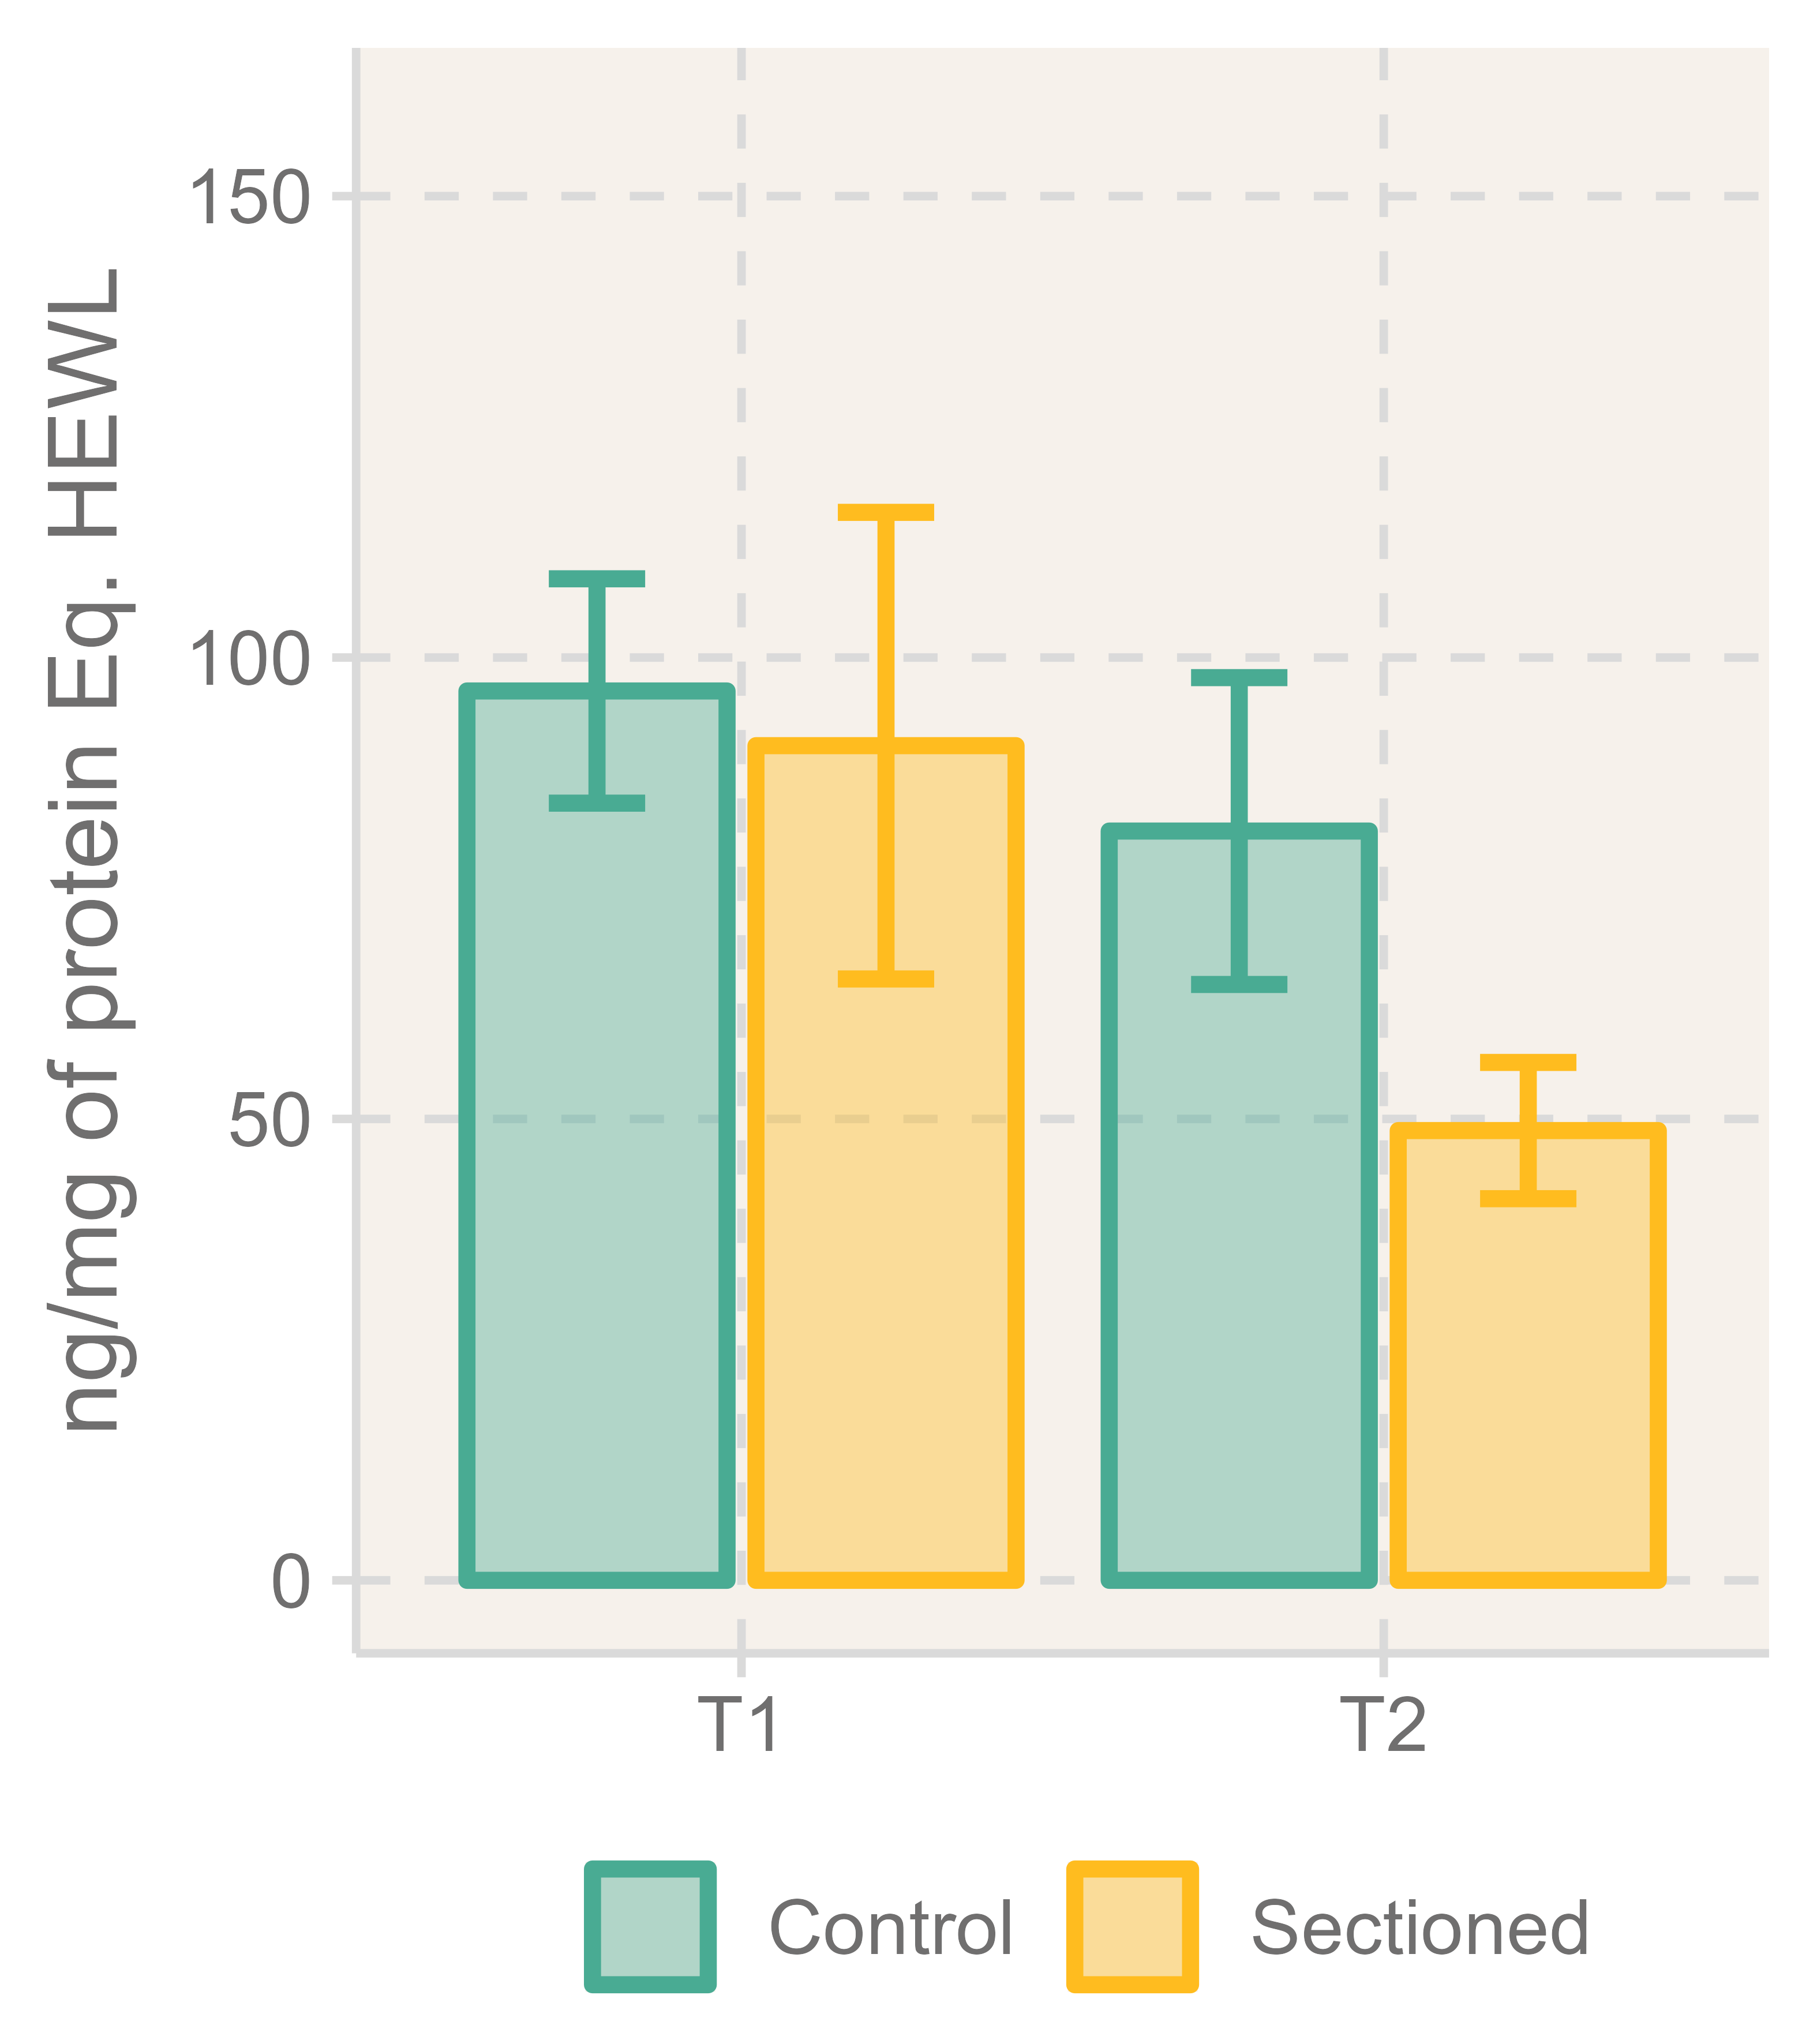 ng/mg of protein Eq. HEWL
150
100
50
0
T1 T2
Control Sectioned